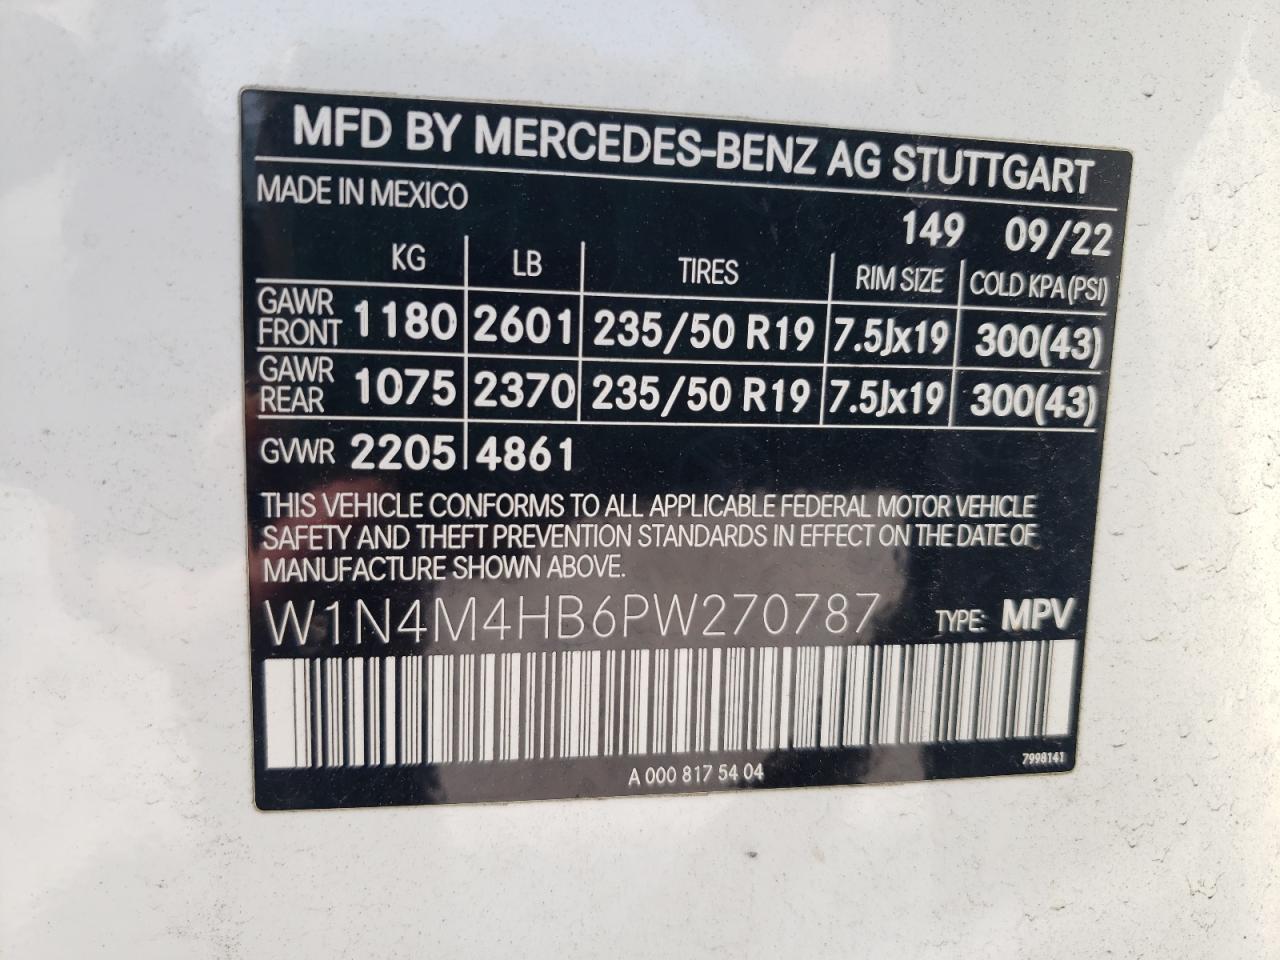 MFD BY MERCEDES-BENZ AG STUTTGART
MADE IN MEXICO
149 09/22
KG LB TIRES RIM SIZE COLD KPA (PSI)
GAWR FRONT 1180 2601 235/50 R19 7.5Jx19 300(43)
GAWR REAR 1075 2370 235/50 R19 7.5Jx19 300(43)
GVWR 2205 4861
THIS VEHICLE CONFORMS TO ALL APPLICABLE FEDERAL MOTOR VEHICLE
SAFETY AND THEFT PREVENTION STANDARDS IN EFFECT ON THE DATE OF
MANUFACTURE SHOWN ABOVE.
W1N4M4HB6PW270787 TYPE: MPV
7998141
A 000 817 54 04